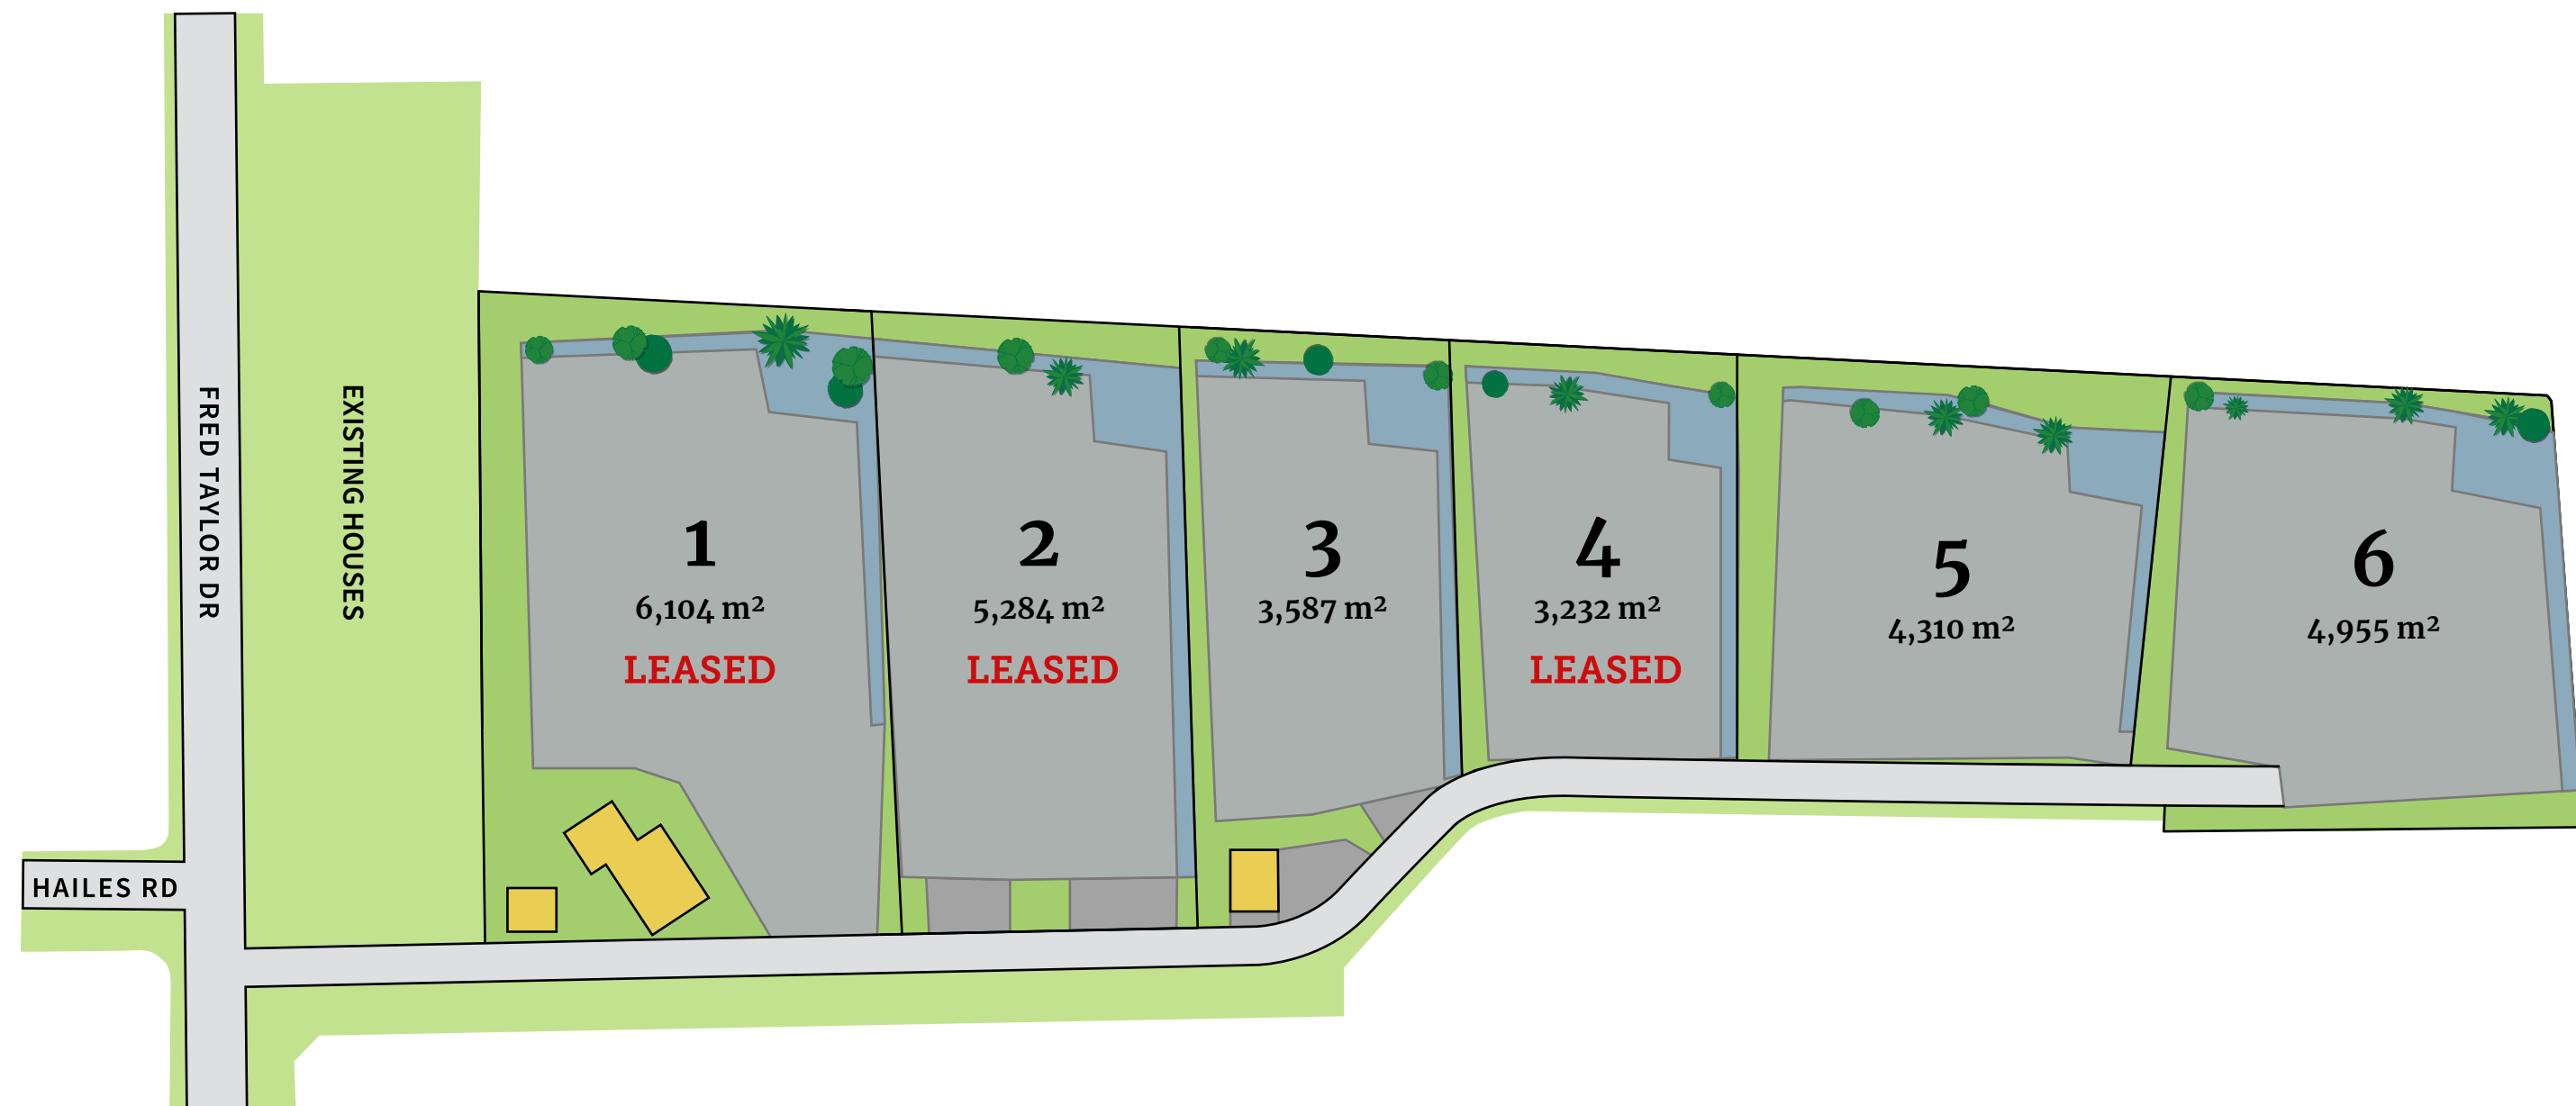 FRED TAYLOR DR
EXISTING HOUSES
HAILES RD
1
6,104 m²
LEASED
2
5,284 m²
LEASED
3
3,587 m²
4
3,232 m²
LEASED
5
4,310 m²
6
4,955 m²